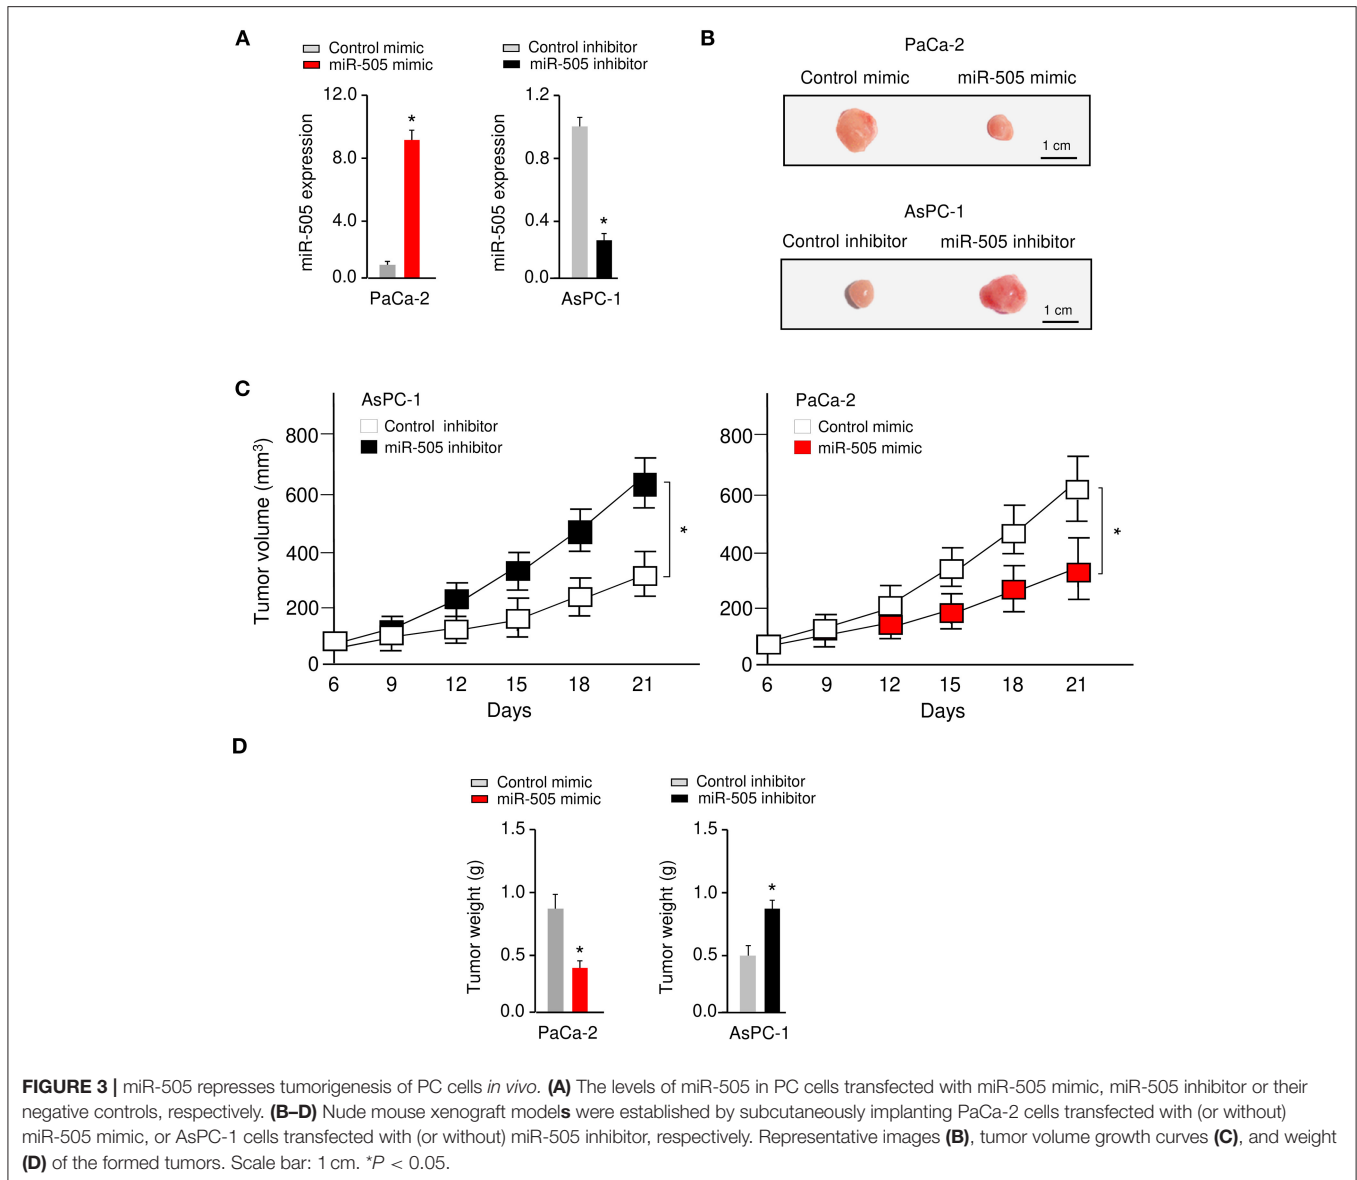 A
Control mimic
miR-505 mimic
miR-505 expression
12.0
8.0
4.0
0.0
*
PaCa-2
Control inhibitor
miR-505 inhibitor
miR-505 expression
1.2
0.8
0.4
0.0
*
AsPC-1
B
PaCa-2
Control mimic miR-505 mimic
1 cm
AsPC-1
Control inhibitor miR-505 inhibitor
1 cm
C
AsPC-1
Control inhibitor
miR-505 inhibitor
Tumor volume (mm³)
800
600
400
200
0
*
6 9 12 15 18 21
Days
PaCa-2
Control mimic
miR-505 mimic
800
600
400
200
0
*
6 9 12 15 18 21
Days
D
Control mimic
miR-505 mimic
Tumor weight (g)
1.5
1.0
0.5
0.0
*
PaCa-2
Control inhibitor
miR-505 inhibitor
Tumor weight (g)
1.5
1.0
0.5
0.0
*
AsPC-1
FIGURE 3 | miR-505 represses tumorigenesis of PC cells in vivo. (A) The levels of miR-505 in PC cells transfected with miR-505 mimic, miR-505 inhibitor or their
negative controls, respectively. (B–D) Nude mouse xenograft models were established by subcutaneously implanting PaCa-2 cells transfected with (or without)
miR-505 mimic, or AsPC-1 cells transfected with (or without) miR-505 inhibitor, respectively. Representative images (B), tumor volume growth curves (C), and weight
(D) of the formed tumors. Scale bar: 1 cm. *P < 0.05.